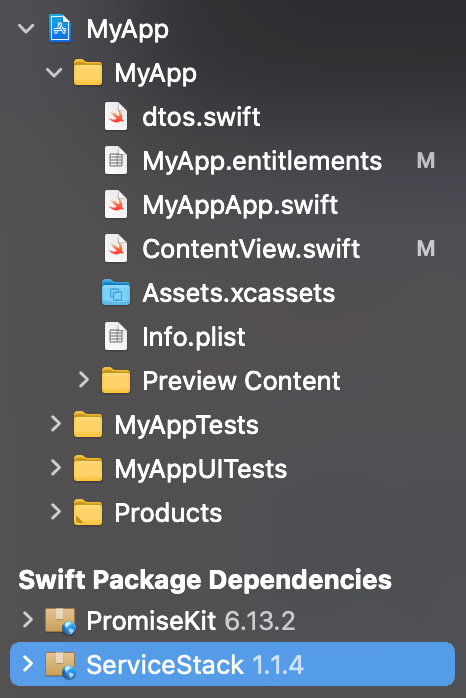 MyApp
MyApp
dtos.swift
MyApp.entitlements M
MyAppApp.swift
ContentView.swift M
Assets.xcassets
Info.plist
Preview Content
MyAppTests
MyAppUITests
Products
Swift Package Dependencies
PromiseKit 6.13.2
ServiceStack 1.1.4